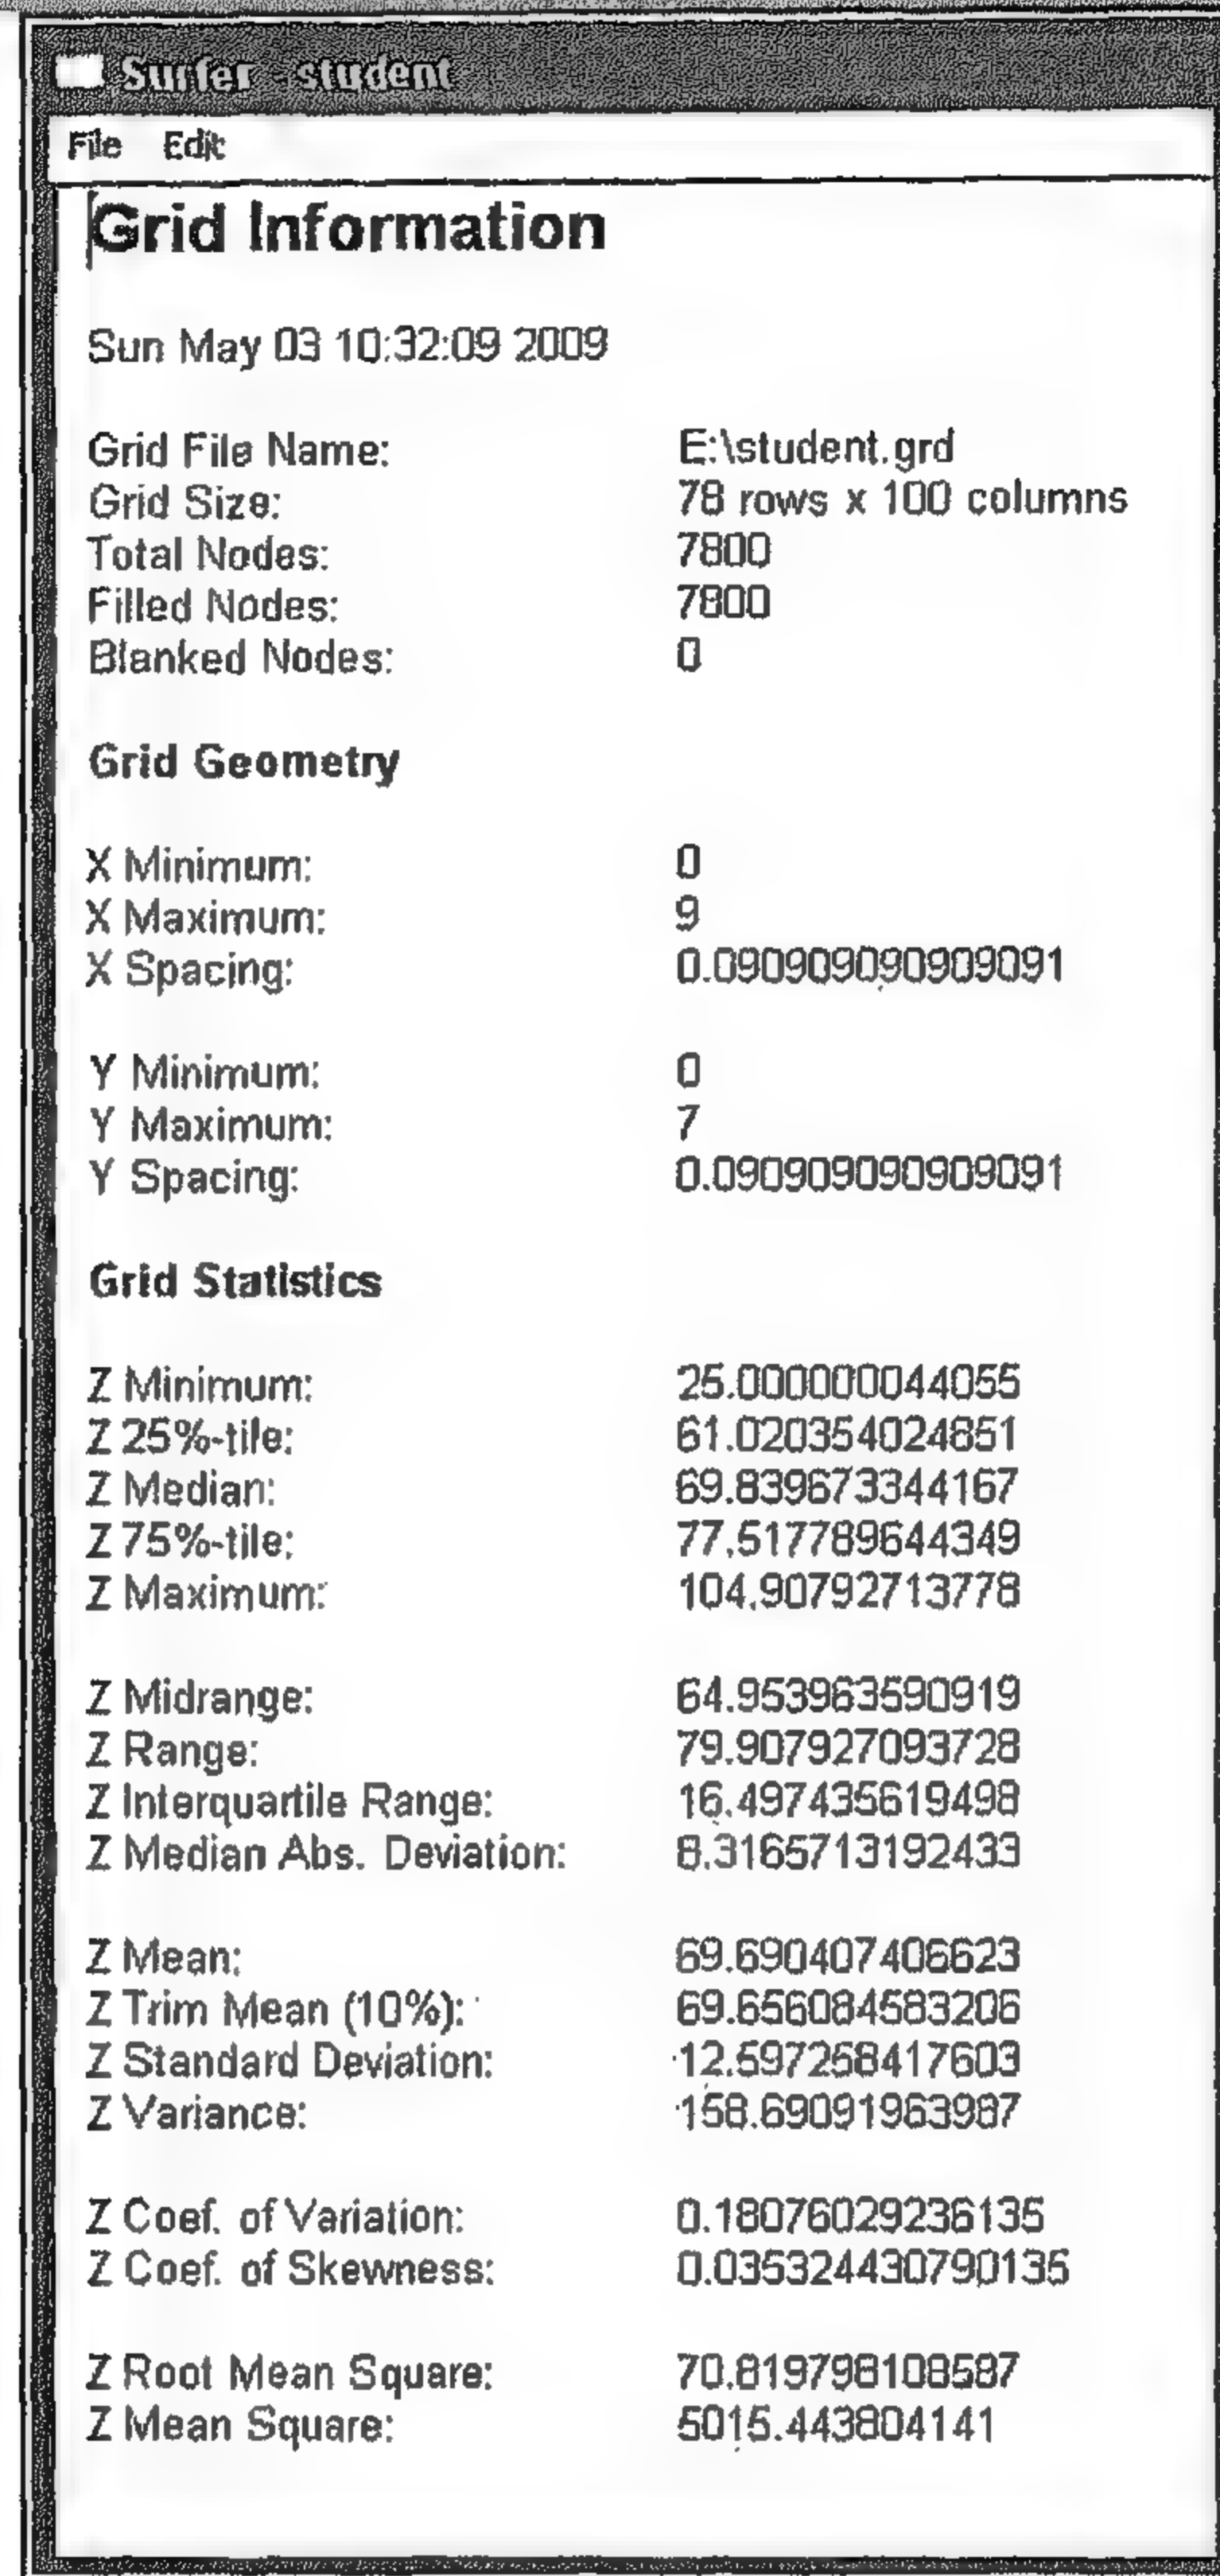 Surfer - student
File Edit
Grid Information
Sun May 03 10:32:09 2009
Grid File Name: E:\student.grd
Grid Size: 78 rows x 100 columns
Total Nodes: 7800
Filled Nodes: 7800
Blanked Nodes: 0
Grid Geometry
X Minimum: 0
X Maximum: 9
X Spacing: 0.090909090909091
Y Minimum: 0
Y Maximum: 7
Y Spacing: 0.090909090909091
Grid Statistics
Z Minimum: 25.000000044055
Z 25%-tile: 61.020354024851
Z Median: 69.839673344167
Z 75%-tile: 77.517789644349
Z Maximum: 104.90792713778
Z Midrange: 64.953963590919
Z Range: 79.907927093728
Z Interquartile Range: 16.497435619498
Z Median Abs. Deviation: 8.3165713192433
Z Mean: 69.690407406623
Z Trim Mean (10%): 69.656084583206
Z Standard Deviation: 12.597258417603
Z Variance: 158.69091963987
Z Coef. of Variation: 0.18076029236135
Z Coef. of Skewness: 0.035324430790135
Z Root Mean Square: 70.819798108587
Z Mean Square: 5015.443804141